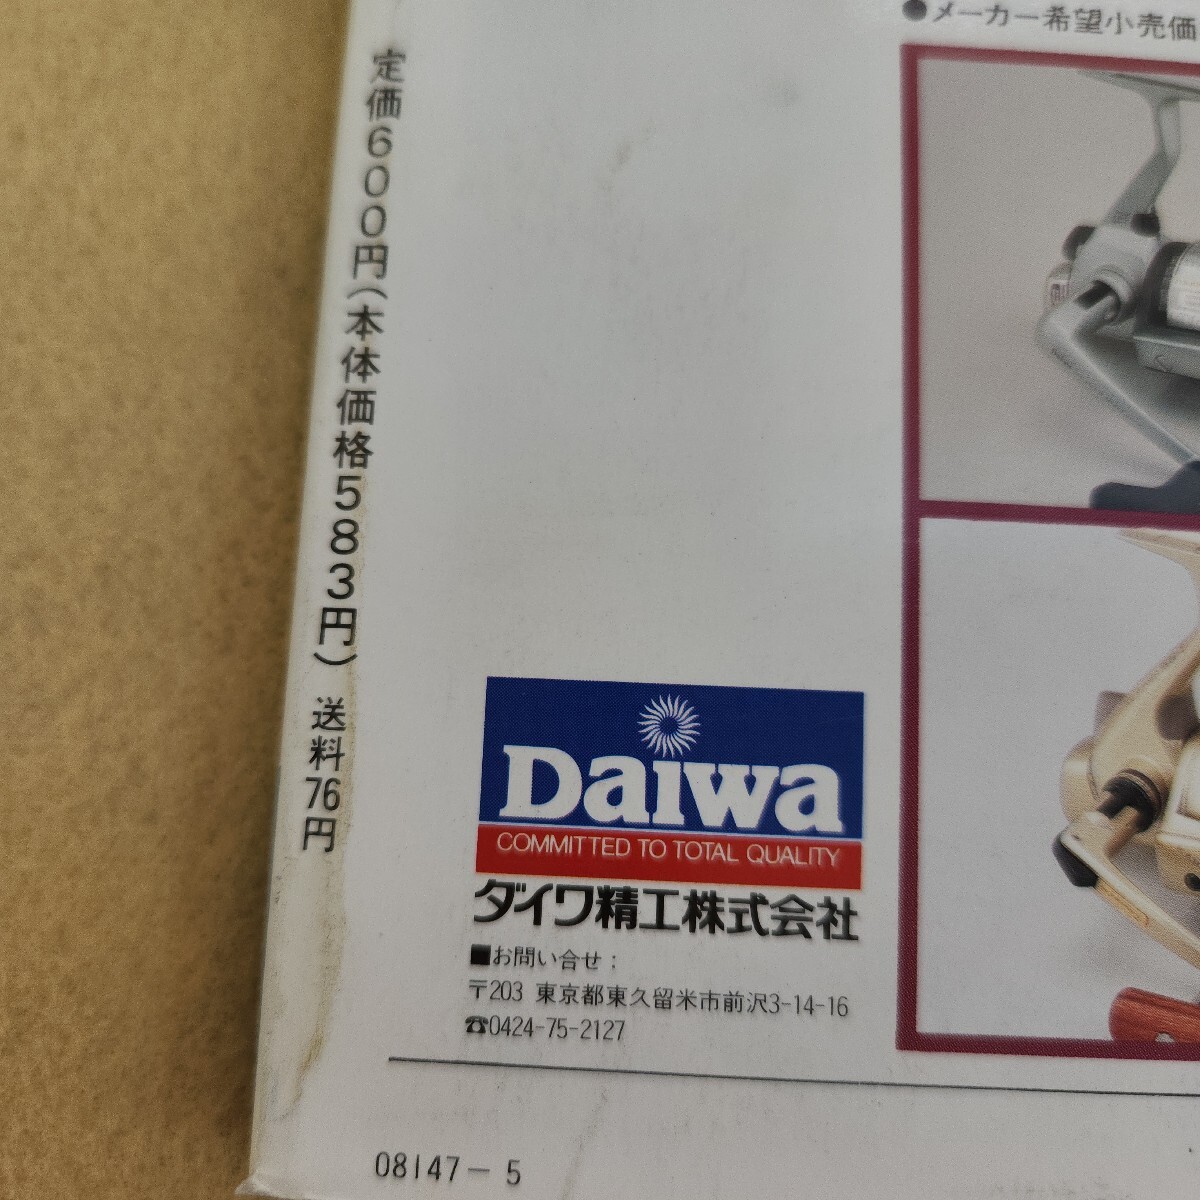 ●メーカー希望小売価
定価600円(本体価格583円) 送料76円
Daiwa
COMMITTED TO TOTAL QUALITY
ダイワ精工株式会社
■お問い合せ:
〒203 東京都東久留米市前沢3-14-16
☎0424-75-2127
08147-5